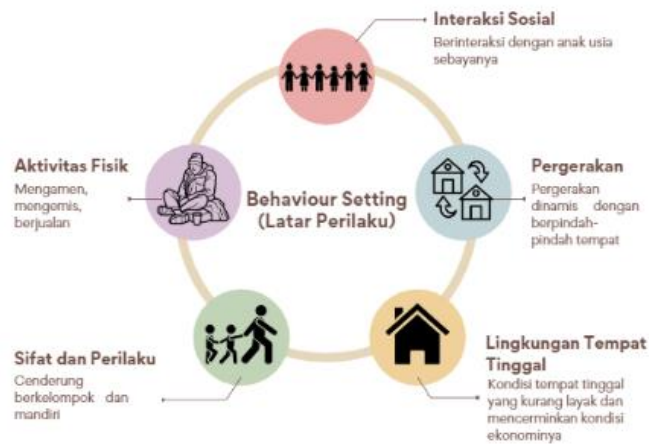 Interaksi Sosial
Berinteraksi dengan anak usia
sebayanya
Aktivitas Fisik
Mengamen,
mengemis,
berjualan
Behaviour Setting
(Latar Perilaku)
Pergerakan
Pergerakan
dinamis dengan
berpindah-
pindah tempat
Sifat dan Perilaku
Cenderung
berkelompok dan
mandiri
Lingkungan Tempat
Tinggal
Kondisi tempat tinggal
yang kurang layak dan
mencerminkan kondisi
ekonominya